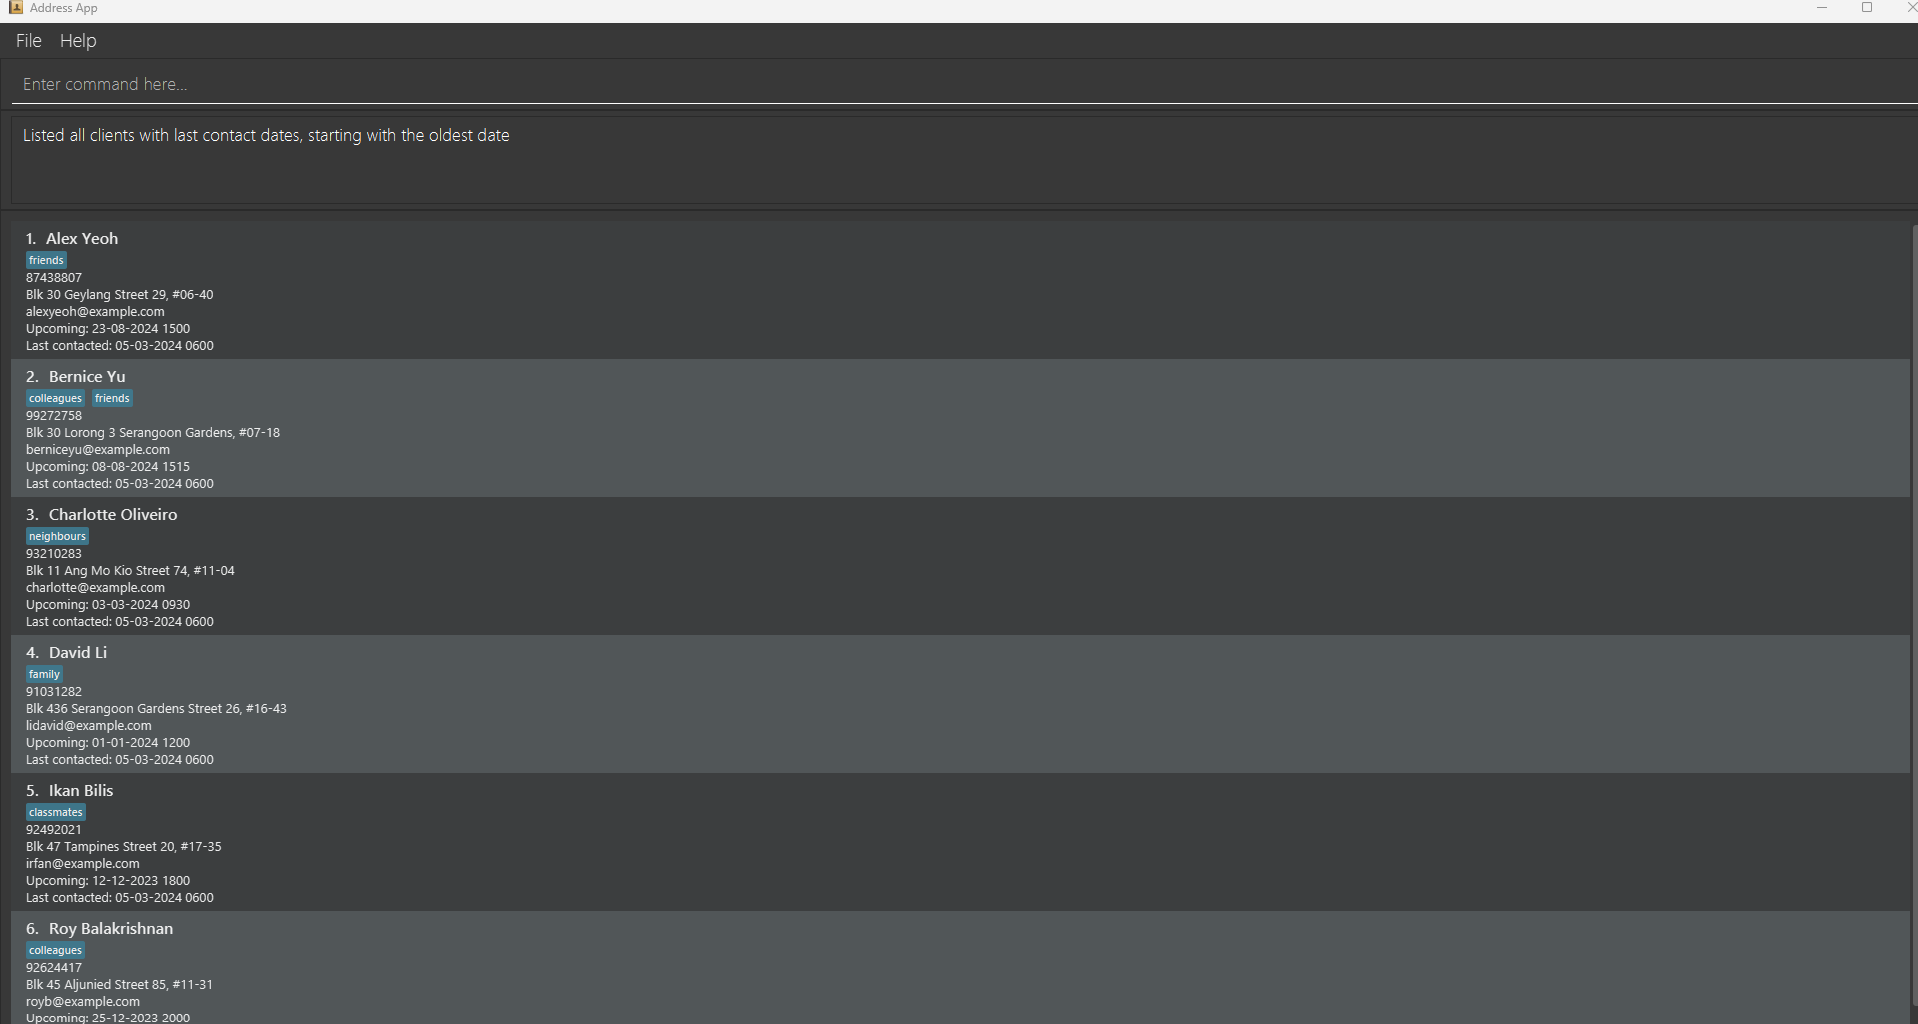 Address App
File Help
Enter command here...
Listed all clients with last contact dates, starting with the oldest date
1. Alex Yeoh
friends
87438807
Blk 30 Geylang Street 29, #06-40
alexyeoh@example.com
Upcoming: 23-08-2024 1500
Last contacted: 05-03-2024 0600
2. Bernice Yu
colleagues friends
99272758
Blk 30 Lorong 3 Serangoon Gardens, #07-18
berniceyu@example.com
Upcoming: 08-08-2024 1515
Last contacted: 05-03-2024 0600
3. Charlotte Oliveiro
neighbours
93210283
Blk 11 Ang Mo Kio Street 74, #11-04
charlotte@example.com
Upcoming: 03-03-2024 0930
Last contacted: 05-03-2024 0600
4. David Li
family
91031282
Blk 436 Serangoon Gardens Street 26, #16-43
lidavid@example.com
Upcoming: 01-01-2024 1200
Last contacted: 05-03-2024 0600
5. Ikan Bilis
classmates
92492021
Blk 47 Tampines Street 20, #17-35
irfan@example.com
Upcoming: 12-12-2023 1800
Last contacted: 05-03-2024 0600
6. Roy Balakrishnan
colleagues
92624417
Blk 45 Aljunied Street 85, #11-31
royb@example.com
Upcoming: 25-12-2023 2000